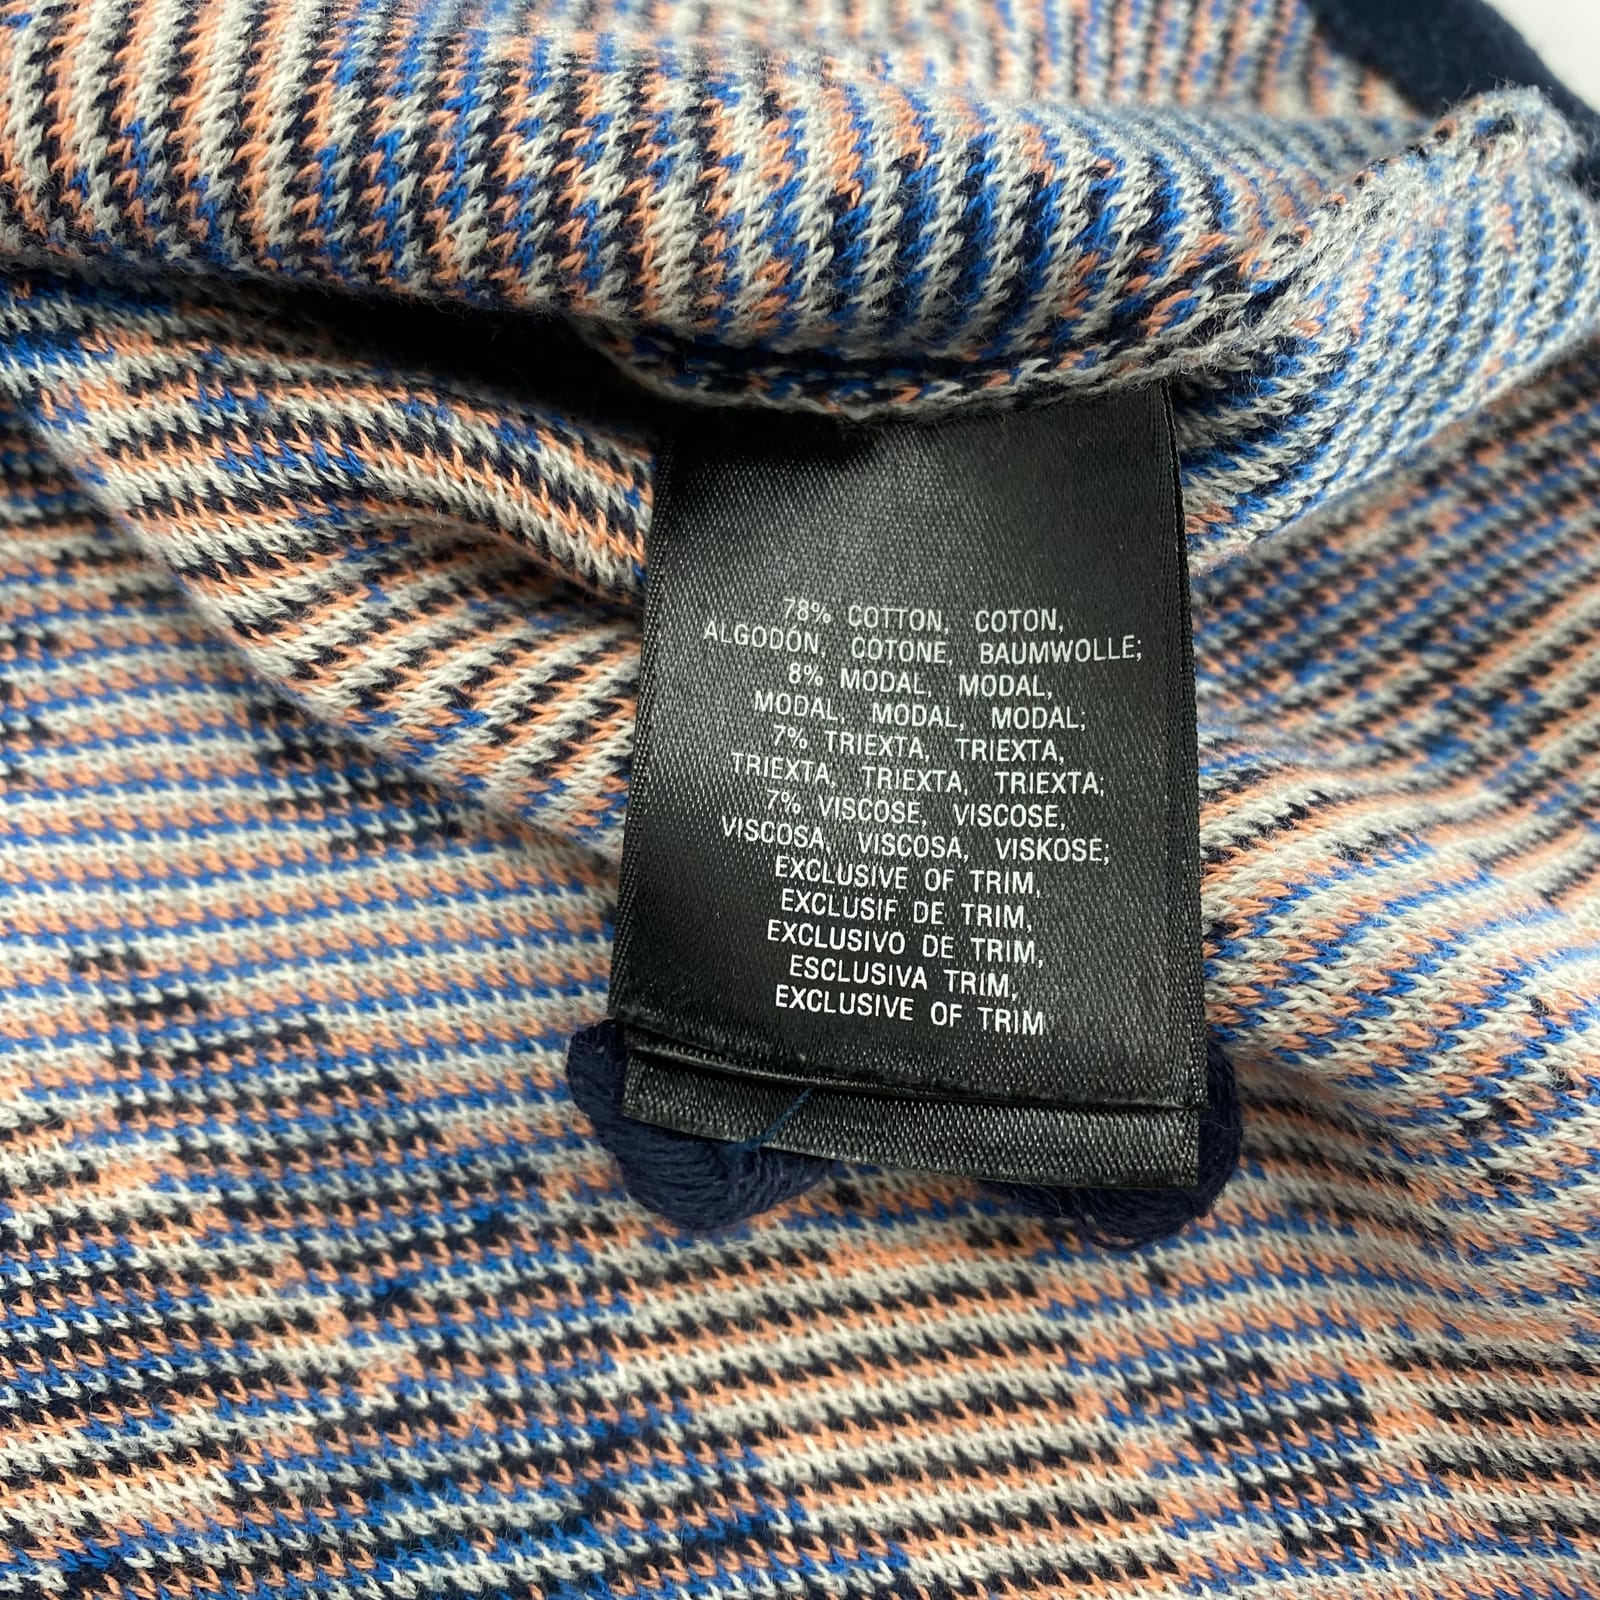 78% COTTON, COTON,
ALGODÓN, COTONE, BAUMWOLLE;
8% MODAL, MODAL,
MODAL, MODAL, MODAL;
7% TRIEXTA, TRIEXTA,
TRIEXTA, TRIEXTA, TRIEXTA;
7% VISCOSE, VISCOSE,
VISCOSA, VISCOSA, VISKOSE;
EXCLUSIVE OF TRIM,
EXCLUSIF DE TRIM,
EXCLUSIVO DE TRIM,
ESCLUSIVA TRIM,
EXCLUSIVE OF TRIM